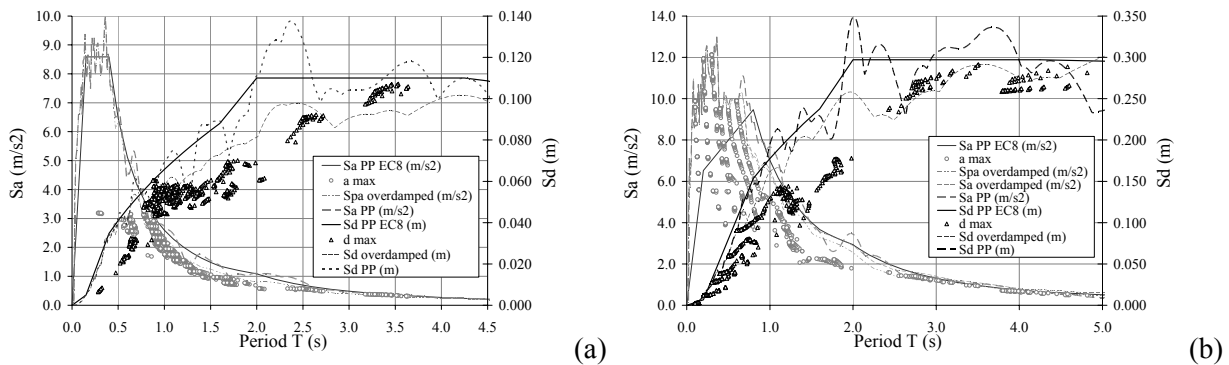 10.0
9.0
8.0
7.0
6.0
5.0
4.0
3.0
2.0
1.0
0.0
Sa (m/s2)
0.0 0.5 1.0 1.5 2.0 2.5 3.0 3.5 4.0 4.5
Period T (s)
0.140
0.120
0.100
0.080
0.060
0.040
0.020
0.000
Sd (m)
Sa PP EC8 (m/s2)
a max
Spa overdamped (m/s2)
Sa overdamped (m/s2)
Sa PP (m/s2)
Sd PP EC8 (m)
d max
Sd overdamped (m)
Sd PP (m)
(a)
14.0
12.0
10.0
8.0
6.0
4.0
2.0
0.0
Sa (m/s2)
0.0 1.0 2.0 3.0 4.0 5.0
Period T (s)
0.350
0.300
0.250
0.200
0.150
0.100
0.050
0.000
Sd (m)
Sa PP EC8 (m/s2)
a max
Spa overdamped (m/s2)
Sa overdamped (m/s2)
Sa PP (m/s2)
Sd PP EC8 (m)
d max
Sd overdamped (m)
Sd PP (m)
(b)